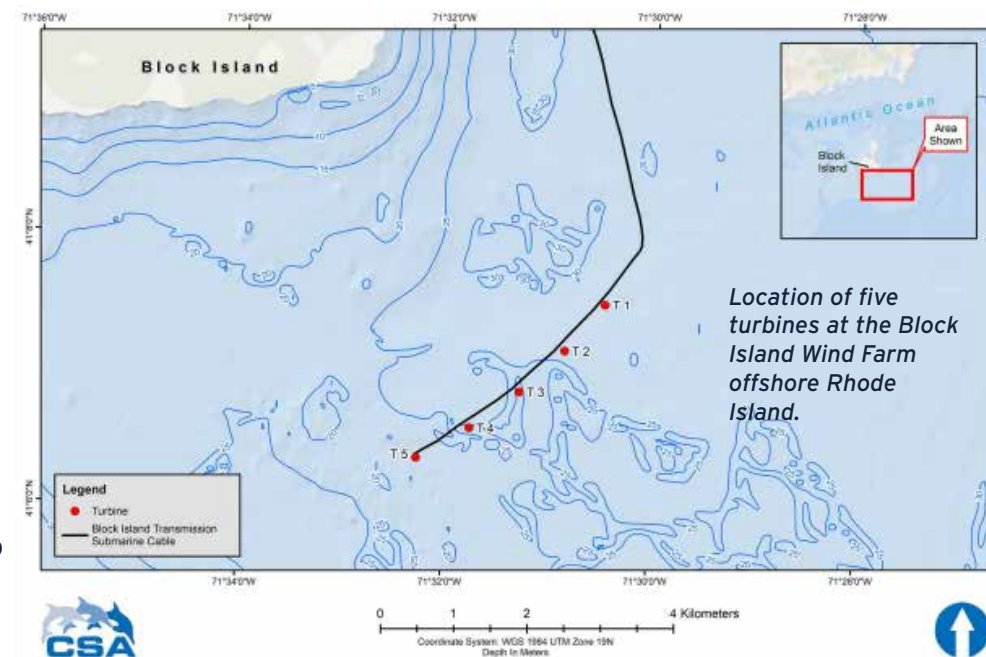 71°36'0"W 71°34'0"W 71°32'0"W 71°30'0"W 71°28'0"W
Block Island
Atlantic Ocean
Area
Shown
Block
Island
41°8'0"N
Location of five
turbines at the Block
Island Wind Farm
offshore Rhode
Island.
T 1
T 2
T 3
T 4
T 5
41°6'0"N
Legend
Turbine
Block Island Transmission
Submarine Cable
71°34'0"W 71°32'0"W 71°30'0"W 71°28'0"W
CSA
0 1 2 4 Kilometers
Coordinate System: WGS 1984 UTM Zone 19N
Depth In Meters